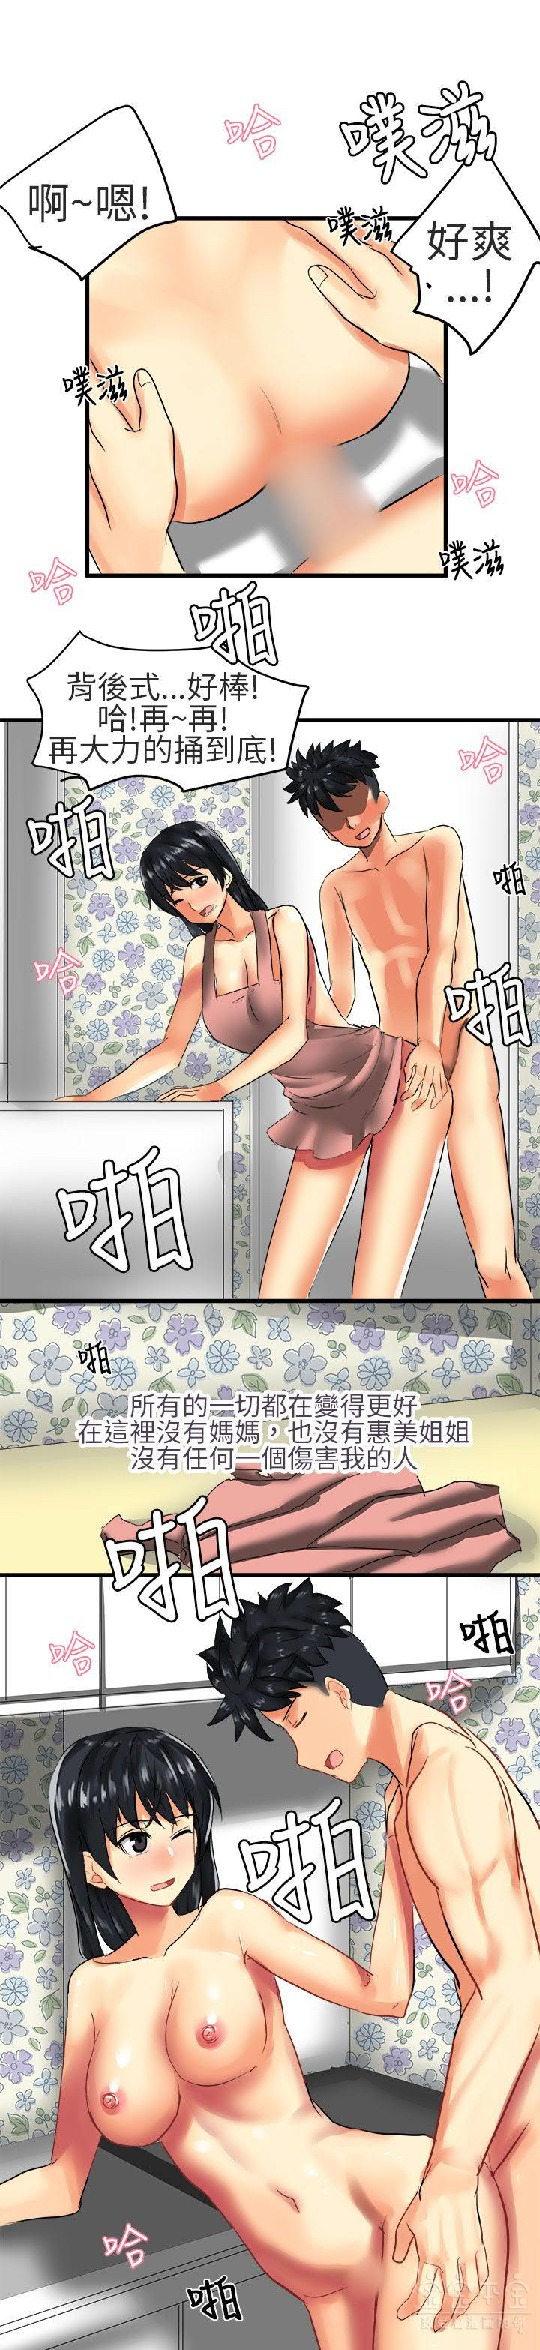 哈
噗滋
啊~嗯!
噗滋
好爽
...!
噗滋
哈
哈
噗滋
啪
背後式...好棒!
哈!再~再!
再大力的捅到底!
哈
啪
啪
哈
啪
啪
啪
所有的一切都在變得更好
在這裡沒有媽媽，也沒有惠美姐姐
沒有任何一個傷害我的人
啪
哈
啪
哈
啪
哈
啪